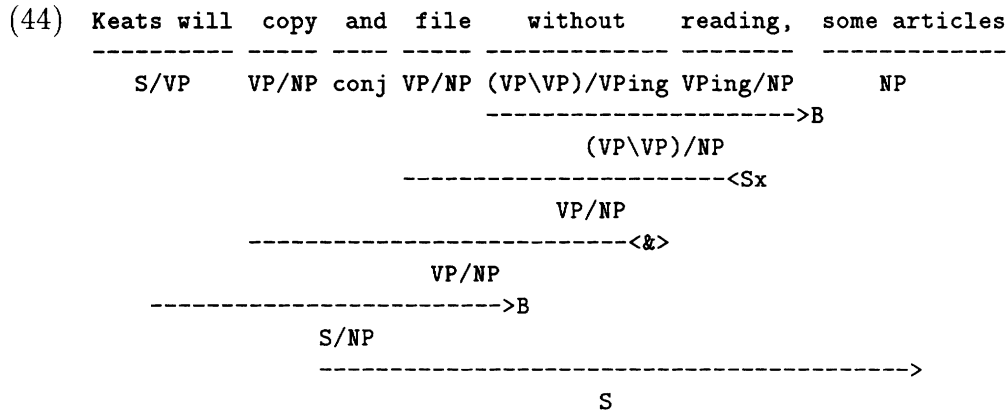 (44) Keats will copy and file without reading, some articles
---------- ----- ---- ----- ------------- -------- -------------
S/VP VP/NP conj VP/NP (VP\VP)/VPing VPing/NP NP
---------------------->B
(VP\VP)/NP
-----------------------<Sx
VP/NP
---------------------------<&>
VP/NP
------------------------->B
S/NP
------------------------------------------>
S